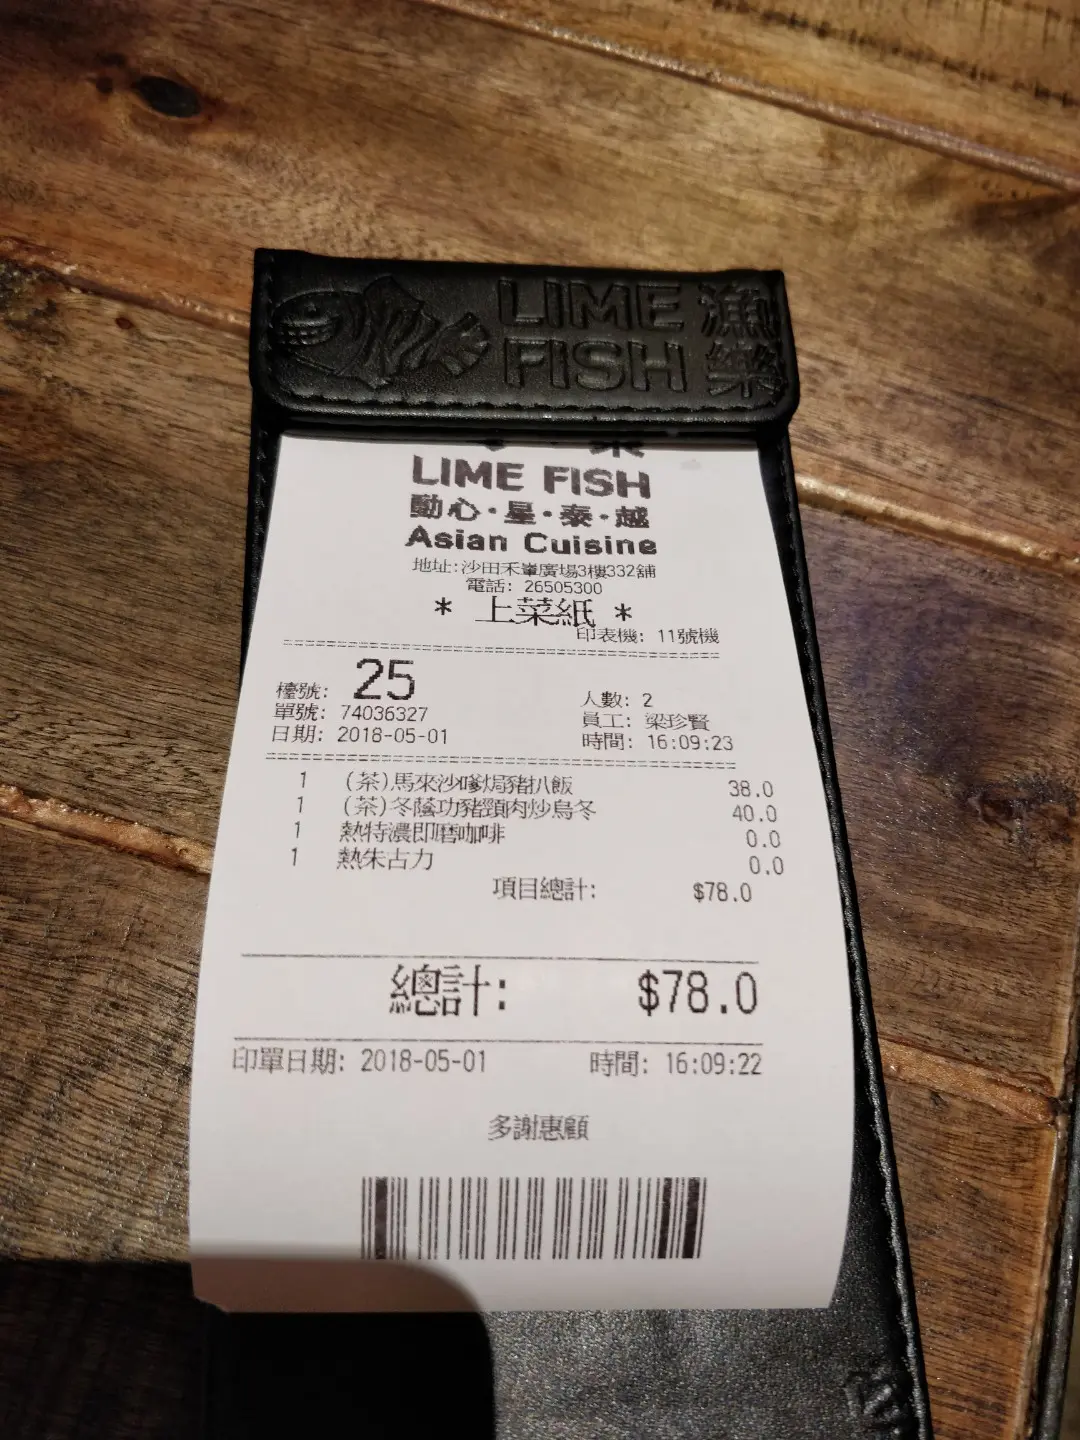 LIME 漁
FISH 樂
LIME FISH
動心·星·泰·越
Asian Cuisine
地址:沙田禾輋廣場3樓332舖
電話: 26505300
* 上菜紙 *
印表機: 11號機
檯號: 25 人數: 2
單號: 74036327 員工: 梁珍賢
日期: 2018-05-01 時間: 16:09:23
1 (茶)馬來沙嗲焗豬扒飯 38.0
1 (茶)冬蔭功豬頸肉炒烏冬 40.0
1 熱特濃即磨咖啡 0.0
1 熱朱古力 0.0
項目總計: $78.0
總計: $78.0
印單日期: 2018-05-01 時間: 16:09:22
多謝惠顧